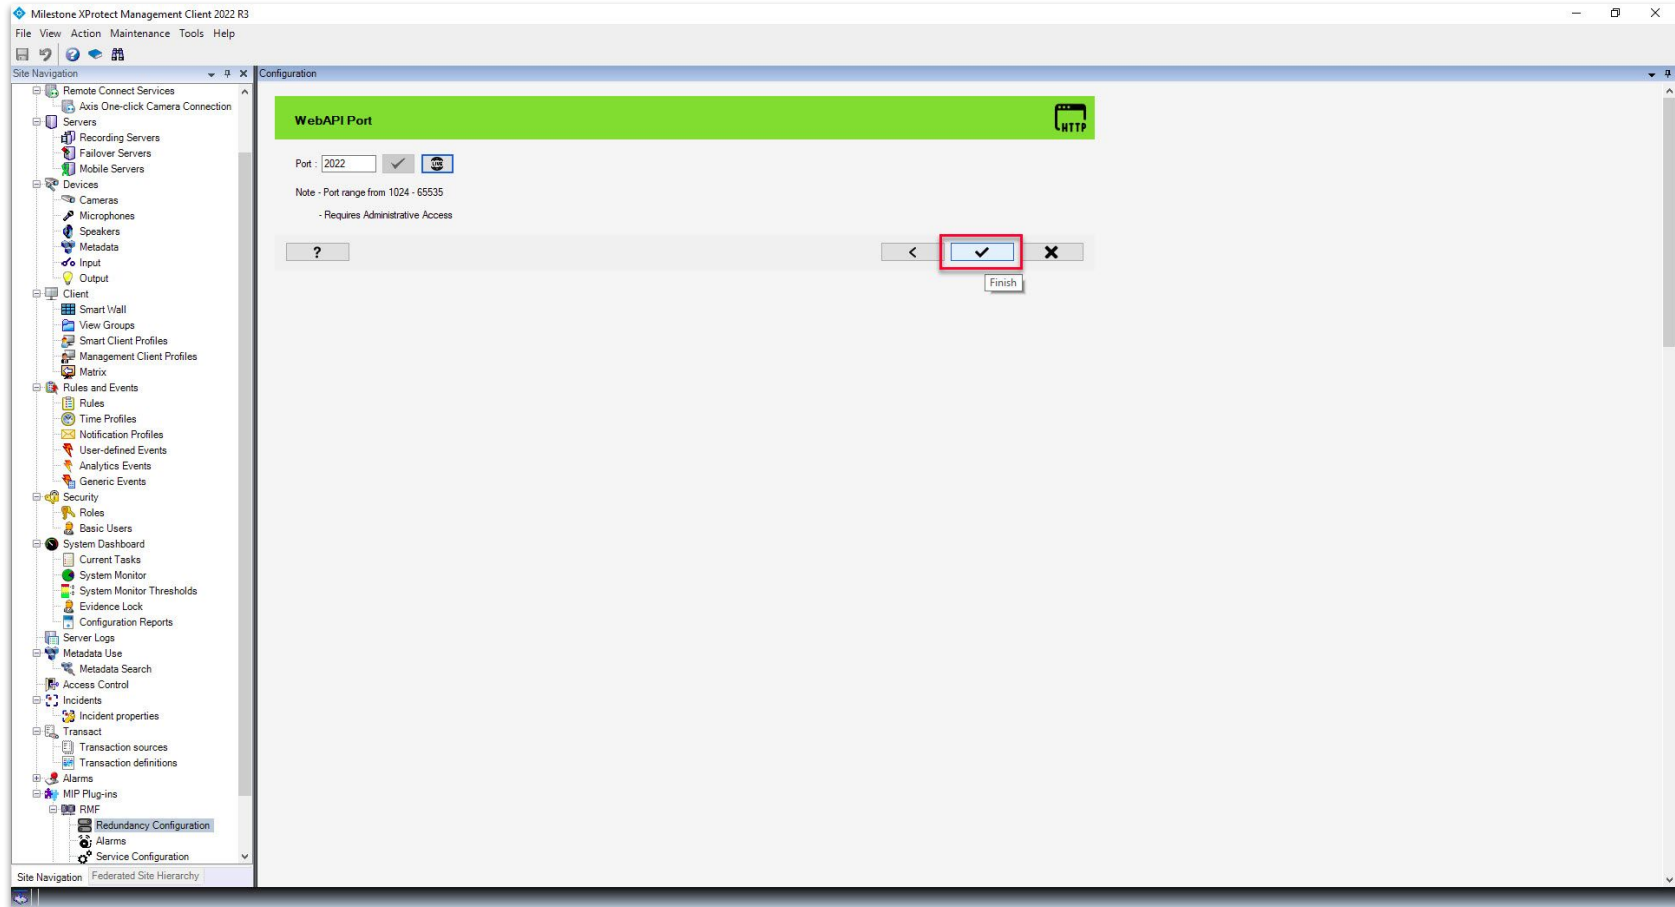 Milestone XProtect Management Client 2022 R3
File View Action Maintenance Tools Help
Site Navigation
Configuration
Remote Connect Services
Axis One-click Camera Connection
Servers
Recording Servers
Failover Servers
Mobile Servers
Devices
Cameras
Microphones
Speakers
Metadata
Input
Output
Client
Smart Wall
View Groups
Smart Client Profiles
Management Client Profiles
Matrix
Rules and Events
Rules
Time Profiles
Notification Profiles
User-defined Events
Analytics Events
Generic Events
Security
Roles
Basic Users
System Dashboard
Current Tasks
System Monitor
System Monitor Thresholds
Evidence Lock
Configuration Reports
Server Logs
Metadata Use
Metadata Search
Access Control
Incidents
Incident properties
Transact
Transaction sources
Transaction definitions
Alarms
MIP Plug-ins
RMF
Redundancy Configuration
Alarms
Service Configuration
Site Navigation Federated Site Hierarchy
WebAPI Port
HTTP
Port : 2022
Note - Port range from 1024 - 65535
- Requires Administrative Access
?
Finish